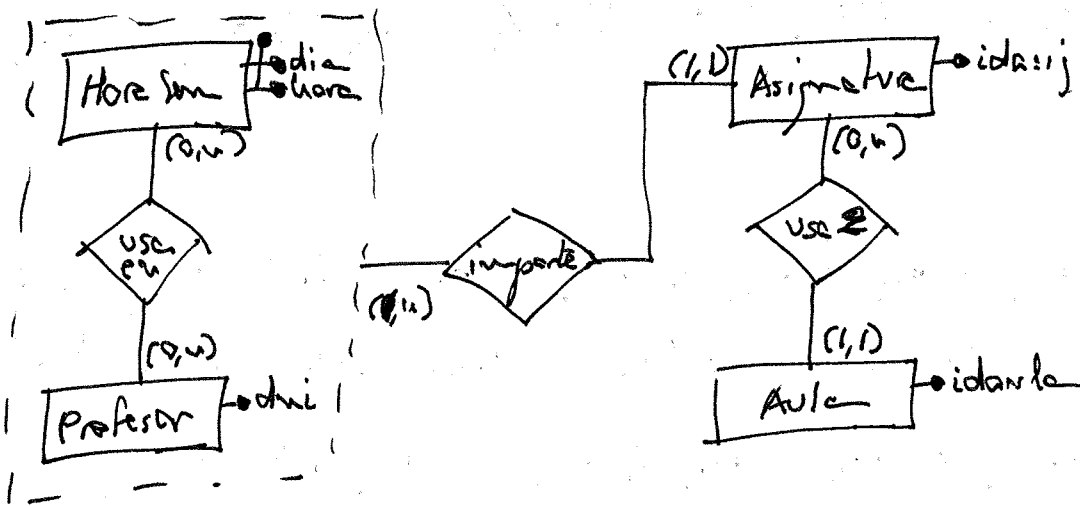 Hora Sem
dia
hora
(0,n)
usa
en
(0,n)
Profesor
dni
imparte
(1,1)
Asignatura
idasij
(0,n)
usa 2
(1,1)
Aula
idaula